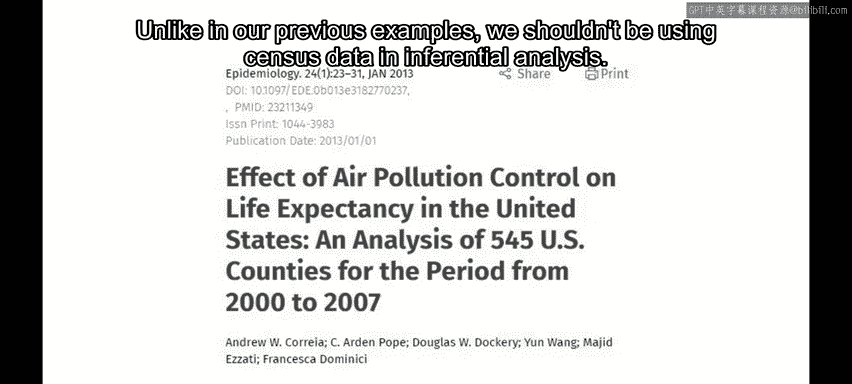 GPT中英字幕课程资源@bilibili.com
Unlike in our previous examples, we shouldn't be using
census data in inferential analysis.
Epidemiology. 24(1):23–31, JAN 2013
Share
Print
DOI: 10.1097/EDE.0b013e3182770237,
, PMID: 23211349
Issn Print: 1044-3983
Publication Date: 2013/01/01
Effect of Air Pollution Control on
Life Expectancy in the United
States: An Analysis of 545 U.S.
Counties for the Period from
2000 to 2007
Andrew W. Correia; C. Arden Pope; Douglas W. Dockery; Yun Wang; Majid
Ezzati; Francesca Dominici